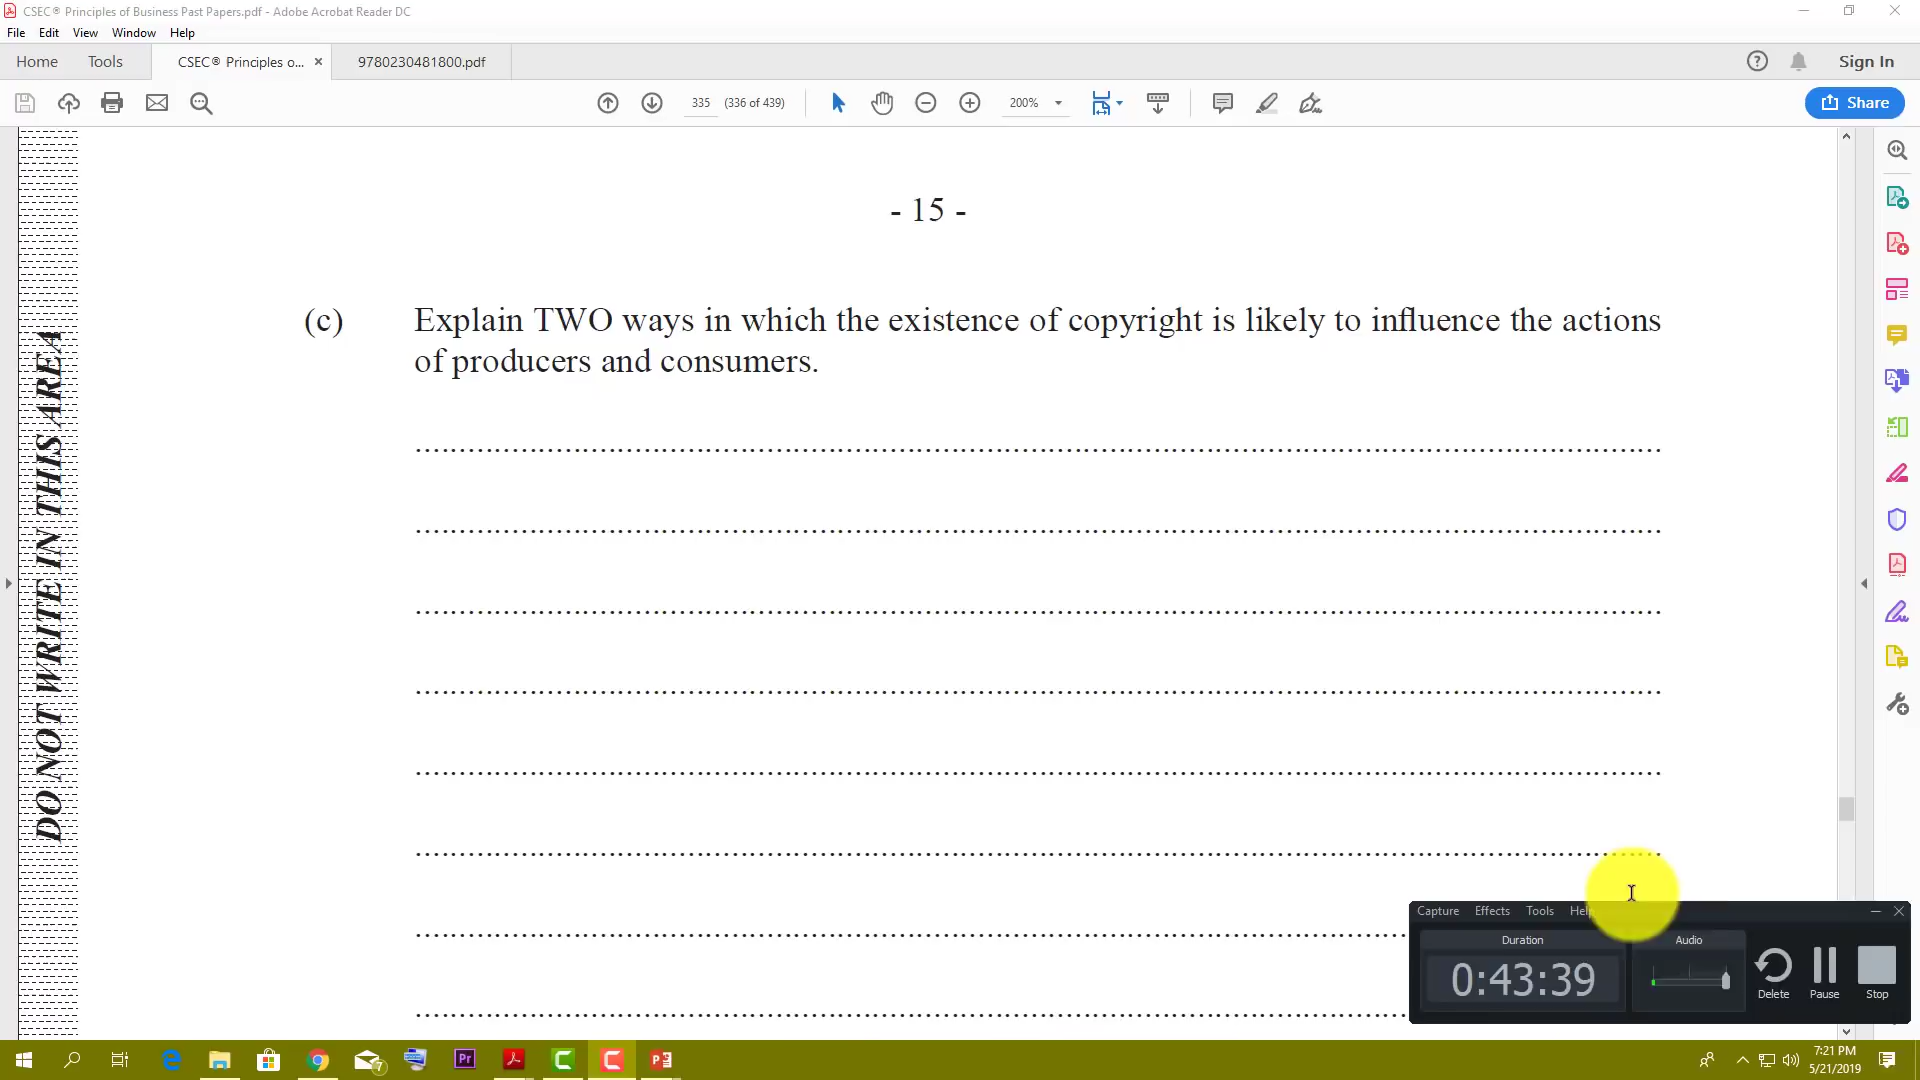 CSEC® Principles of Business Past Papers.pdf - Adobe Acrobat Reader DC
File Edit View Window Help
Home Tools CSEC® Principles o... × 9780230481800.pdf Sign In
335 (336 of 439) 200% Share
- 15 -
(c) Explain TWO ways in which the existence of copyright is likely to influence the actions
of producers and consumers.
DO NOT WRITE IN THIS AREA
Capture Effects Tools Help
Duration Audio
0:43:39
Delete Pause Stop
7 Pr 7:21 PM
5/21/2019